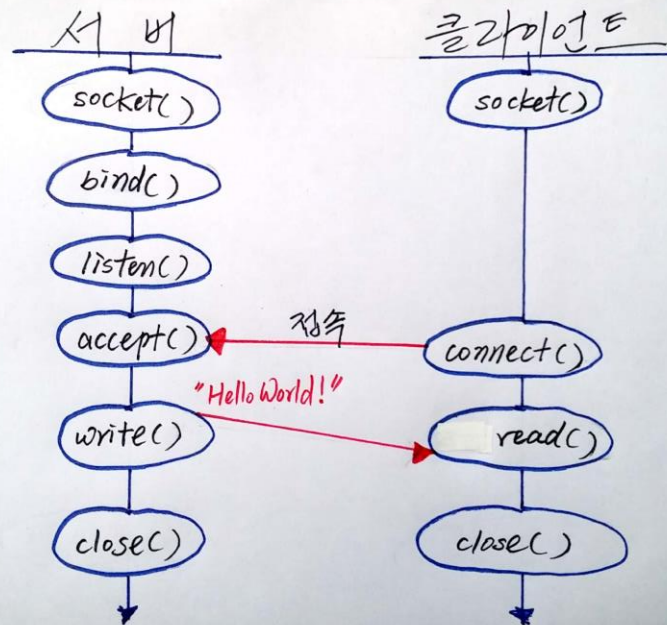 서버 클라이언트
socket() socket()
bind()
listen()
접속
accept() connect()
"Hello World!"
write() read()
close() close()